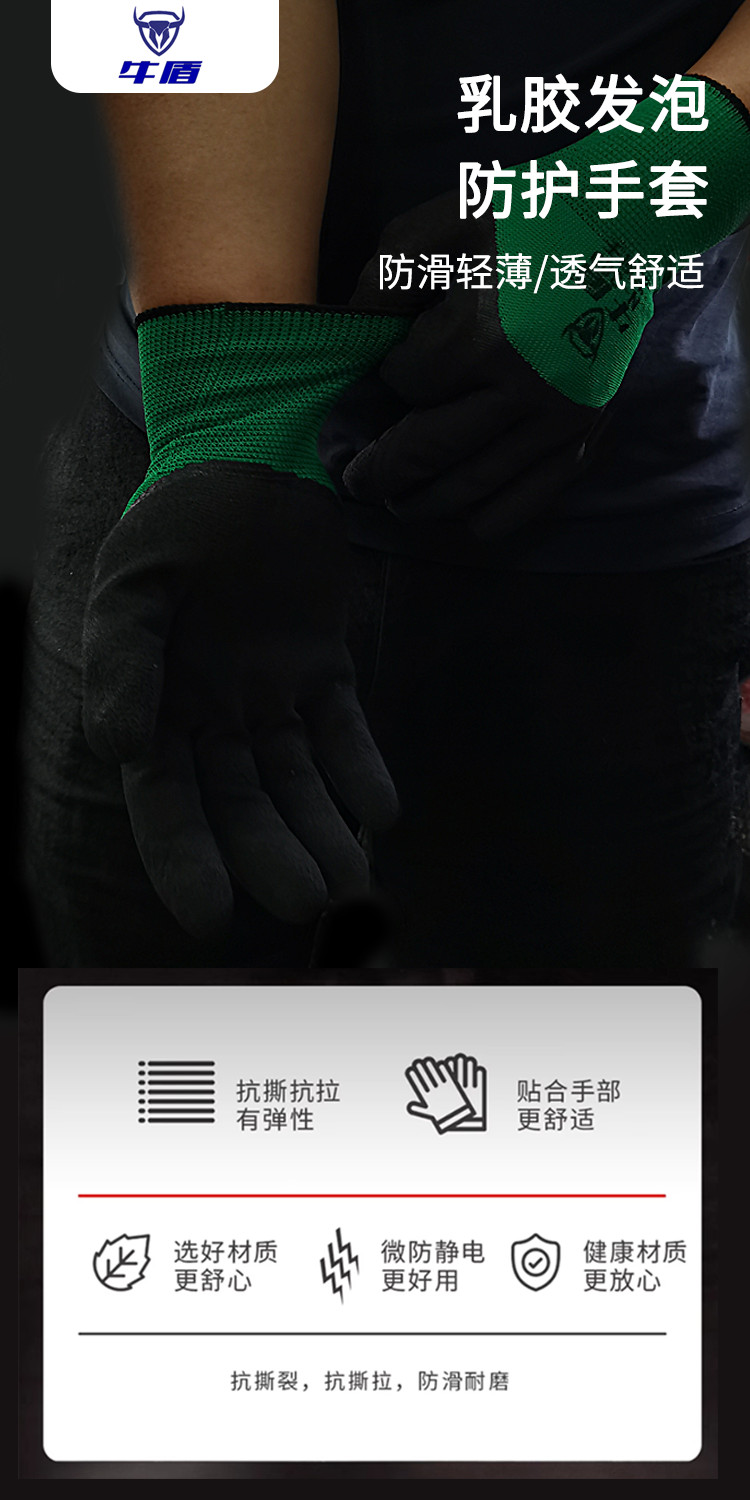 牛盾
乳胶发泡
防护手套
防滑轻薄/透气舒适
抗撕抗拉
有弹性
贴合手部
更舒适
选好材质
更舒心
微防静电
更好用
健康材质
更放心
抗撕裂，抗撕拉，防滑耐磨